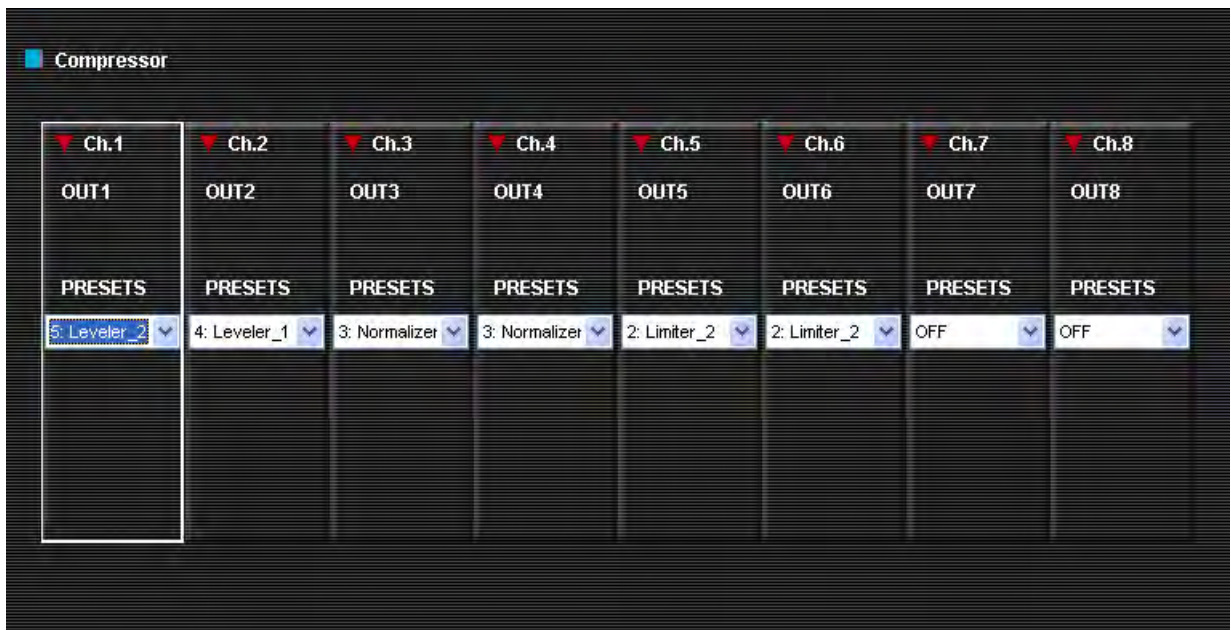 Compressor
Ch.1 Ch.2 Ch.3 Ch.4 Ch.5 Ch.6 Ch.7 Ch.8
OUT1 OUT2 OUT3 OUT4 OUT5 OUT6 OUT7 OUT8
PRESETS PRESETS PRESETS PRESETS PRESETS PRESETS PRESETS PRESETS
5: Leveler_2 4: Leveler_1 3: Normalizer 3: Normalizer 2: Limiter_2 2: Limiter_2 OFF OFF